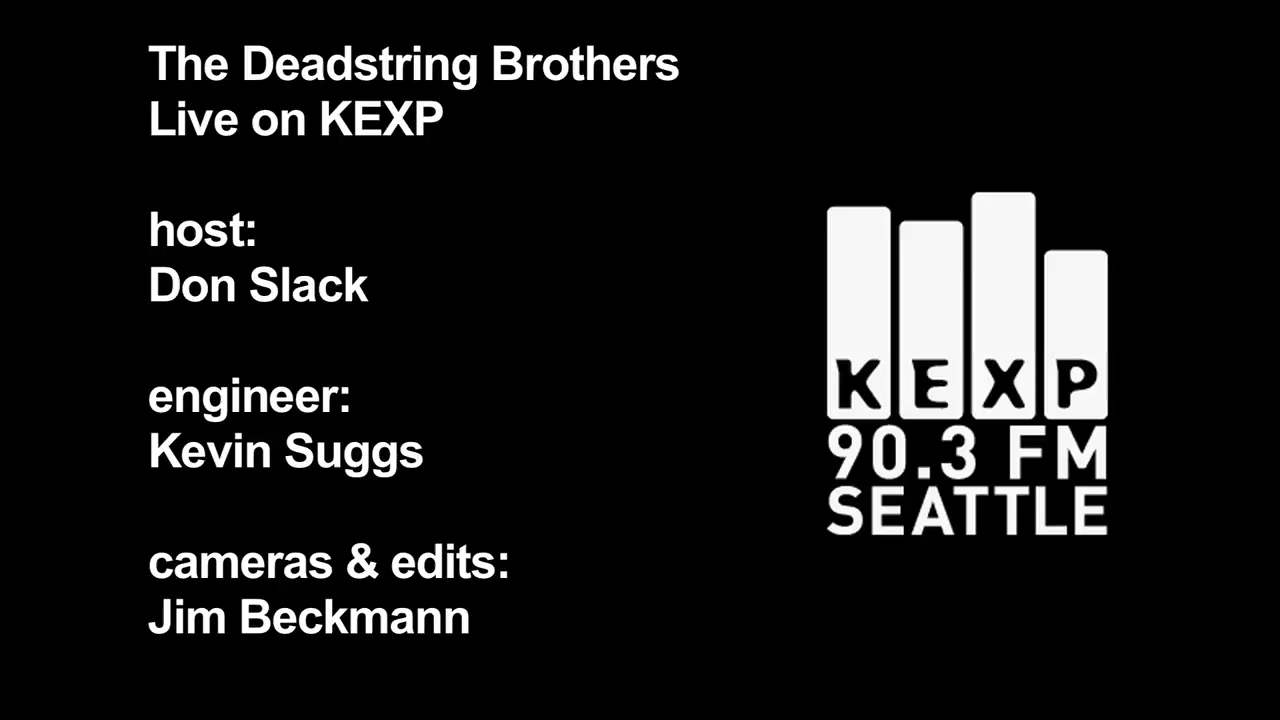 The Deadstring Brothers
Live on KEXP
host:
Don Slack
engineer:
Kevin Suggs
cameras & edits:
Jim Beckmann
KEXP
90.3 FM
SEATTLE